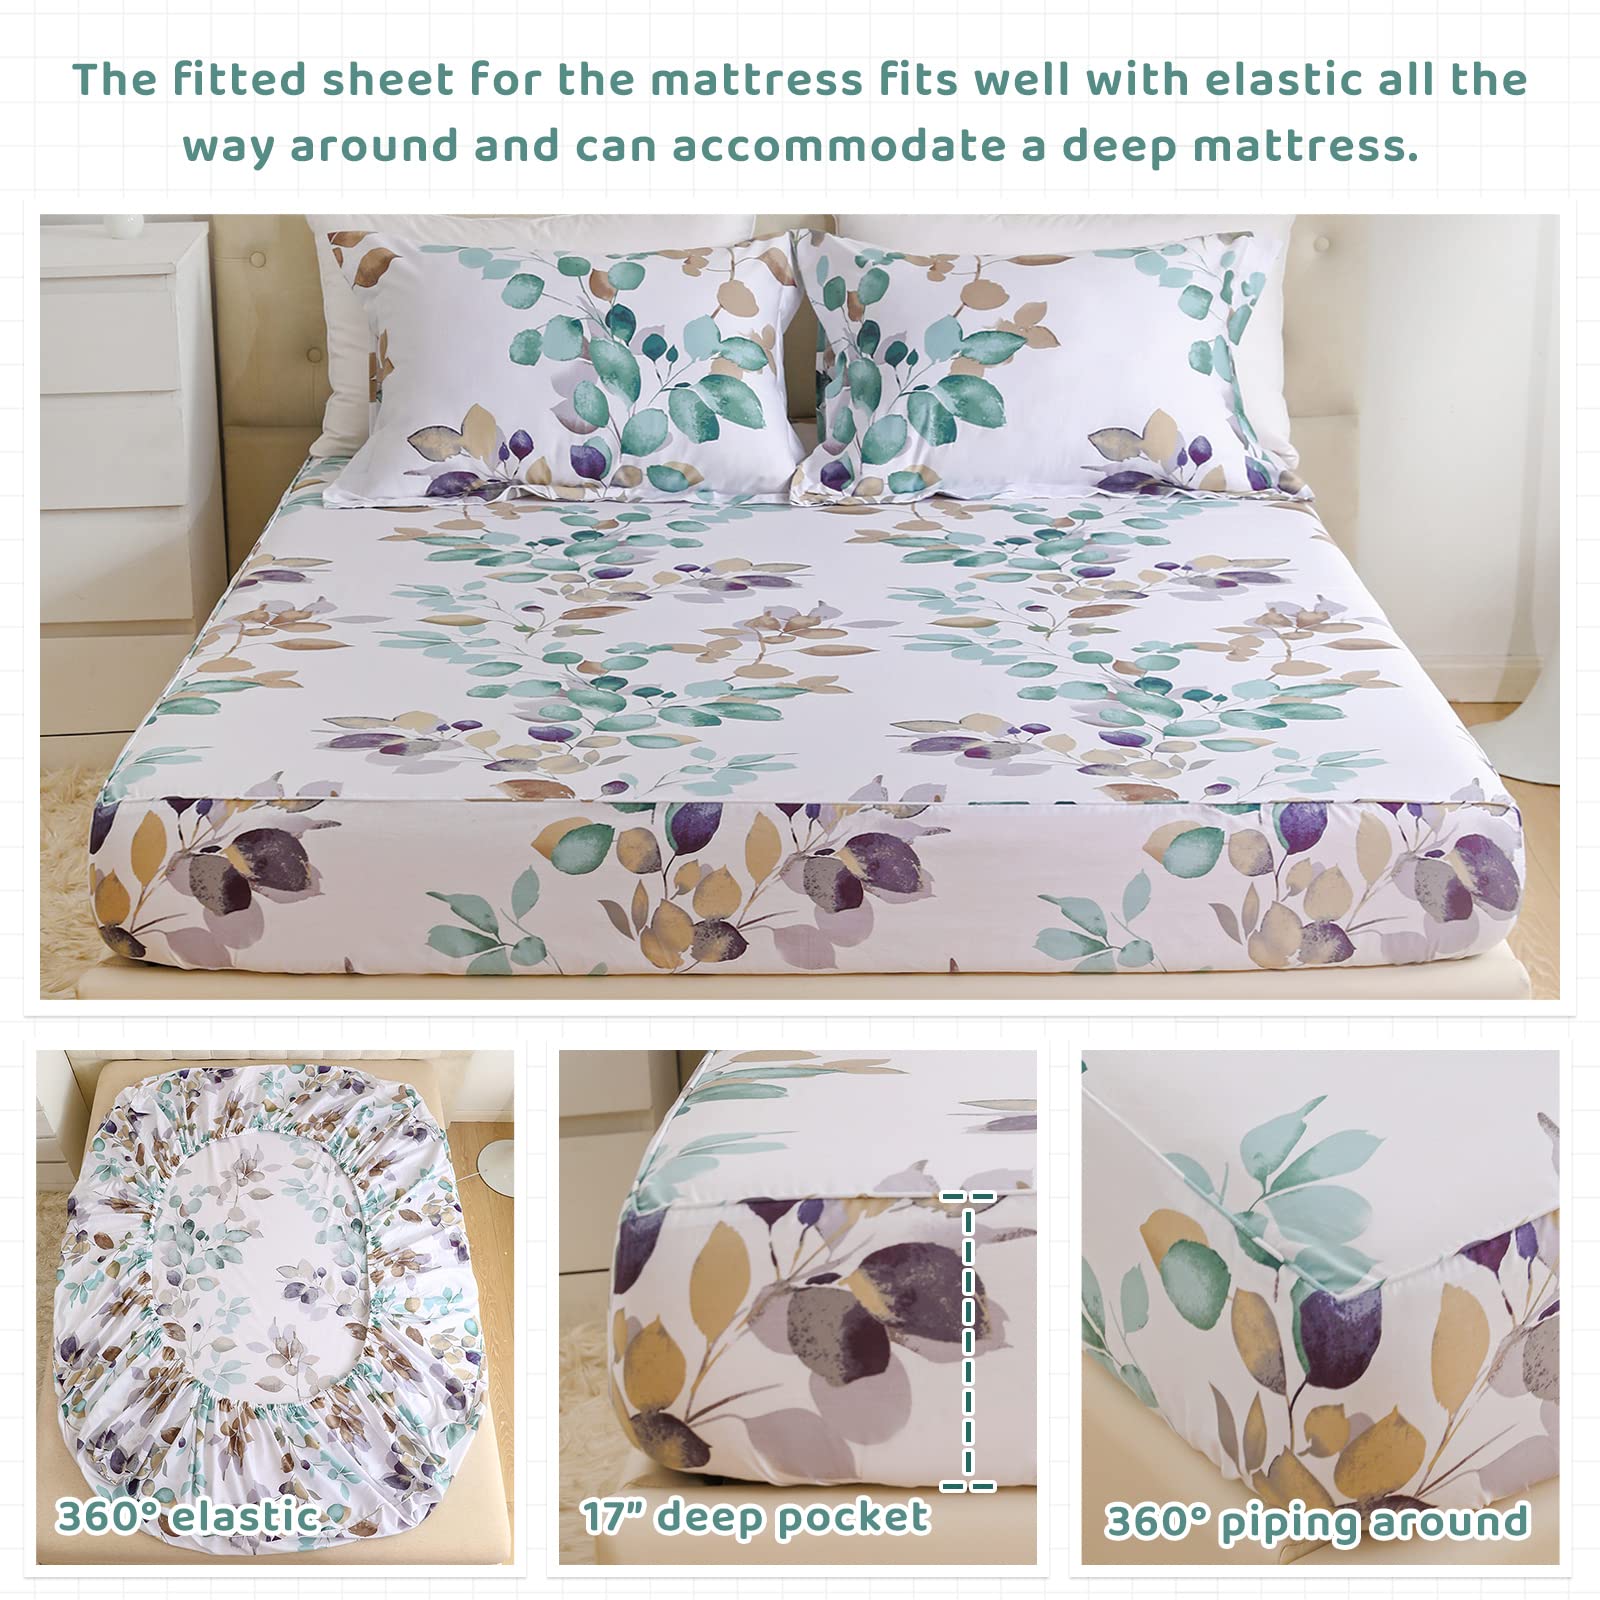 The fitted sheet for the mattress fits well with elastic all the
way around and can accommodate a deep mattress.
360° elastic
17" deep pocket
360° piping around